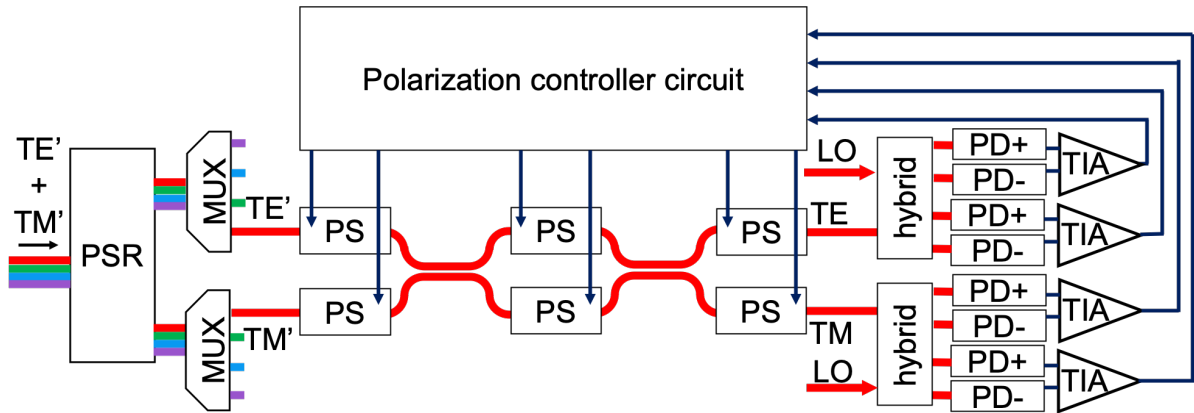 Polarization controller circuit
TE'
+
TM'
PSR
MUX
TE'
MUX
TM'
PS
PS
PS
PS
PS
PS
LO
TE
TM
LO
hybrid
hybrid
PD+
PD-
PD+
PD-
PD+
PD-
PD+
PD-
TIA
TIA
TIA
TIA